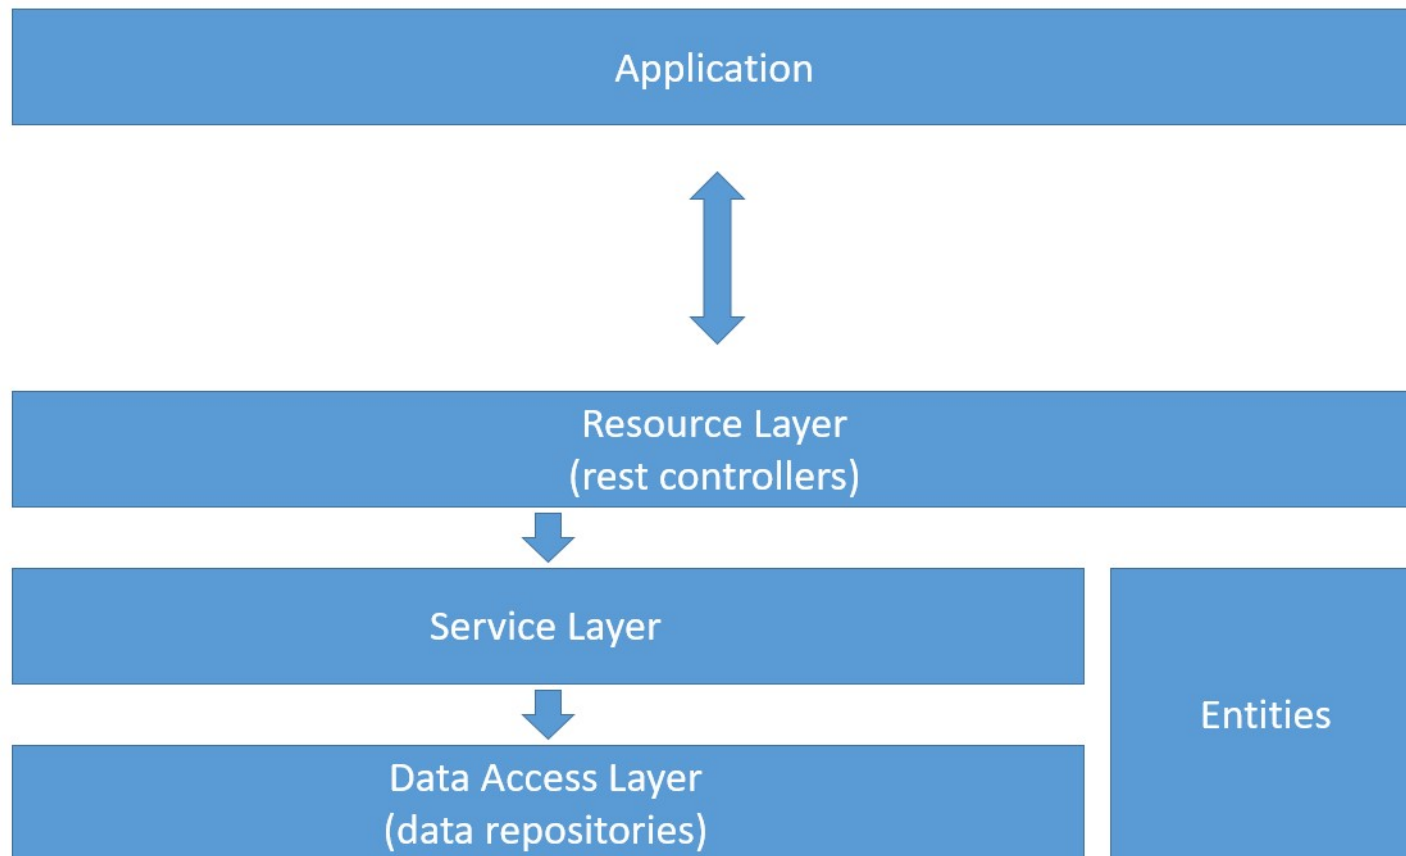 Application
Resource Layer
(rest controllers)
Service Layer
Entities
Data Access Layer
(data repositories)